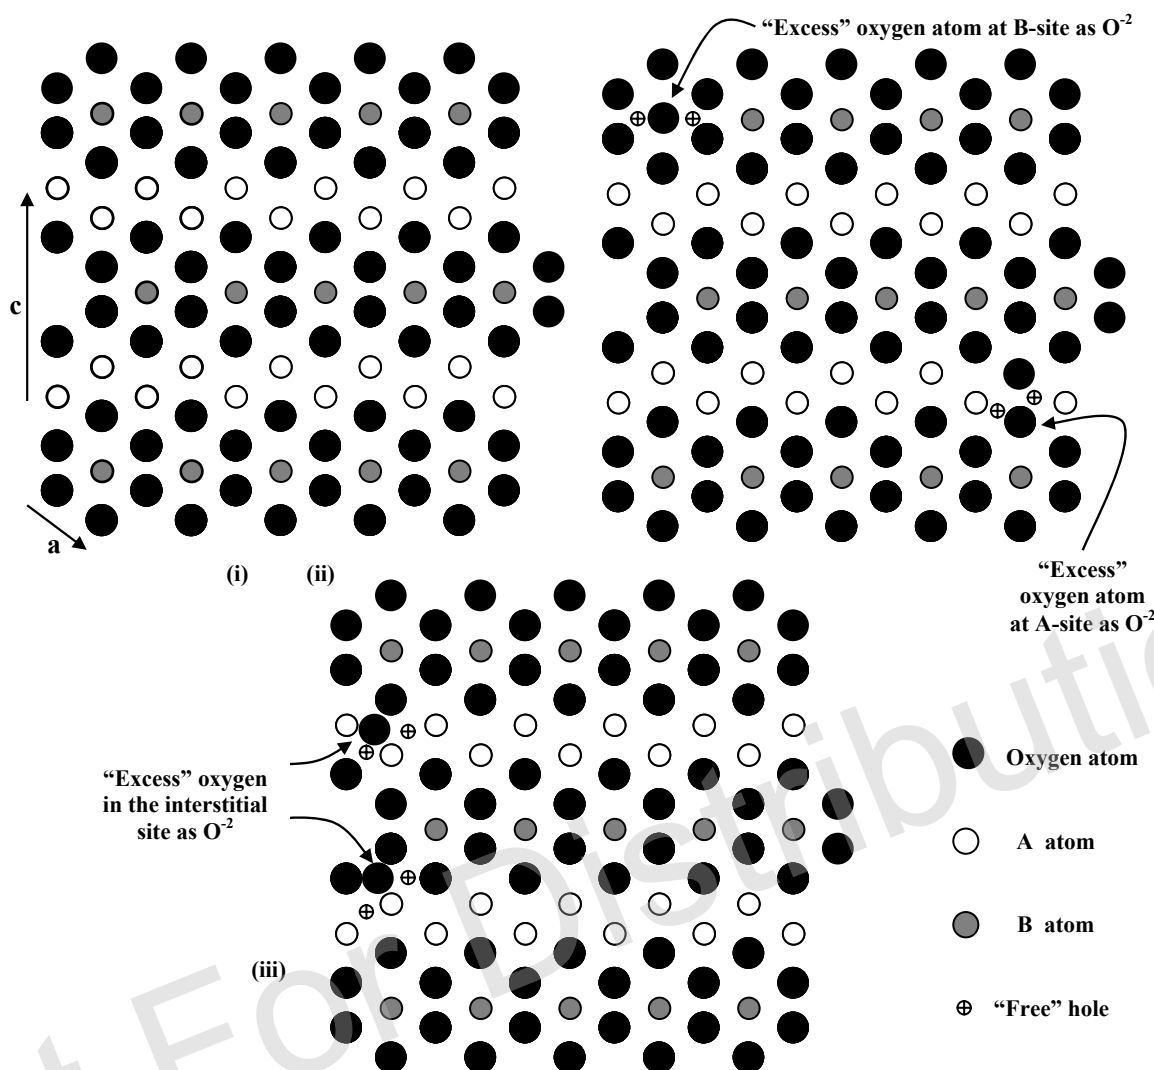 “Excess” oxygen atom at B-site as O-2
c
a
(i)
(ii)
“Excess”
oxygen atom
at A-site as O-2
“Excess” oxygen
in the interstitial
site as O-2
Oxygen atom
A atom
B atom
(iii)
“Free” hole
For Distributi